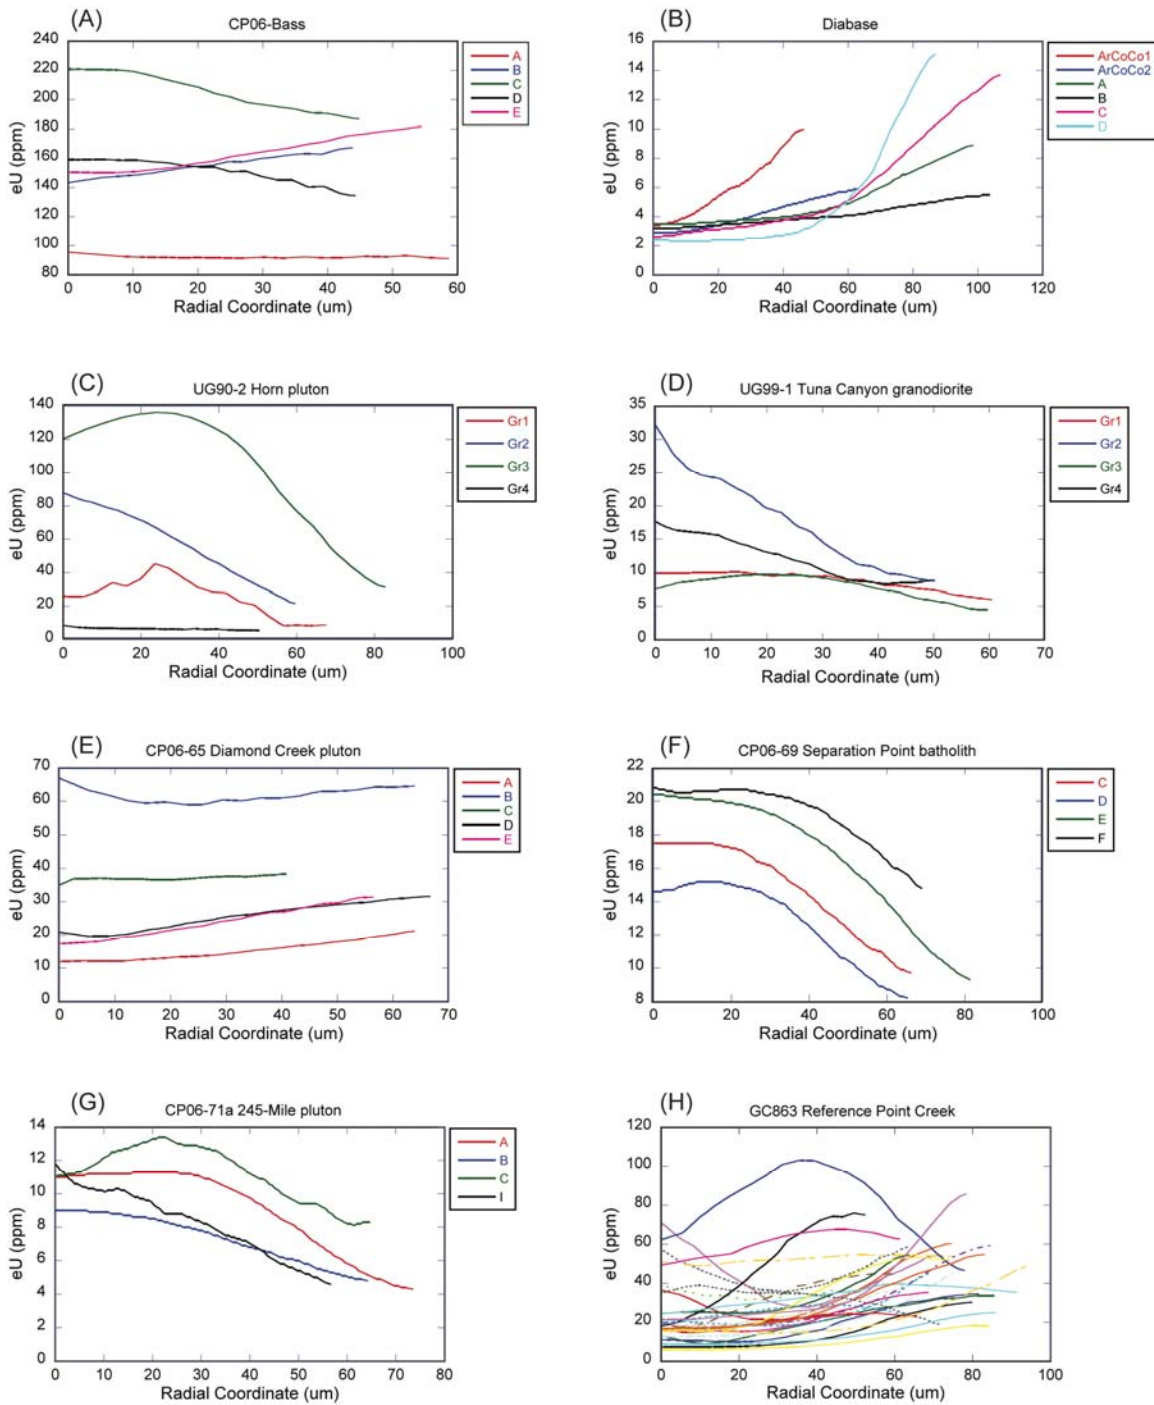 (A)
CP06-Bass
eU (ppm)
240
220
200
180
160
140
120
100
80
0 10 20 30 40 50 60
Radial Coordinate (um)
A
B
C
D
E
(B)
Diabase
eU (ppm)
16
14
12
10
8
6
4
2
0
0 20 40 60 80 100 120
Radial Coordinate (um)
ArCoCo1
ArCoCo2
A
B
C
D
(C)
UG90-2 Horn pluton
eU (ppm)
140
120
100
80
60
40
20
0
0 20 40 60 80 100
Radial Coordinate (um)
Gr1
Gr2
Gr3
Gr4
(D)
UG99-1 Tuna Canyon granodiorite
eU (ppm)
35
30
25
20
15
10
5
0
0 10 20 30 40 50 60 70
Radial Coordinate (um)
Gr1
Gr2
Gr3
Gr4
(E)
CP06-65 Diamond Creek pluton
eU (ppm)
70
60
50
40
30
20
10
0
0 10 20 30 40 50 60 70
Radial Coordinate (um)
A
B
C
D
E
(F)
CP06-69 Separation Point batholith
eU (ppm)
22
20
18
16
14
12
10
8
0 20 40 60 80 100
Radial Coordinate (um)
C
D
E
F
(G)
CP06-71a 245-Mile pluton
eU (ppm)
14
12
10
8
6
4
2
0
0 10 20 30 40 50 60 70 80
Radial Coordinate (um)
A
B
C
I
(H)
GC863 Reference Point Creek
eU (ppm)
120
100
80
60
40
20
0
0 20 40 60 80 100
Radial Coordinate (um)